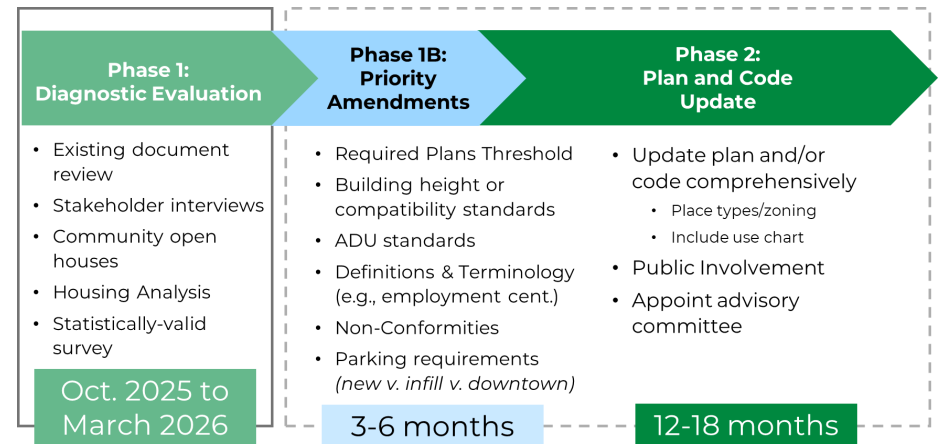 Phase 1:
Diagnostic Evaluation
• Existing document
review
• Stakeholder interviews
• Community open
houses
• Housing Analysis
• Statistically-valid
survey
Oct. 2025 to
March 2026
Phase 1B:
Priority
Amendments
• Required Plans Threshold
• Building height or
compatibility standards
• ADU standards
• Definitions & Terminology
(e.g., employment cent.)
• Non-Conformities
• Parking requirements
(new v. infill v. downtown)
3-6 months
Phase 2:
Plan and Code
Update
• Update plan and/or
code comprehensively
• Place types/zoning
• Include use chart
• Public Involvement
• Appoint advisory
committee
12-18 months